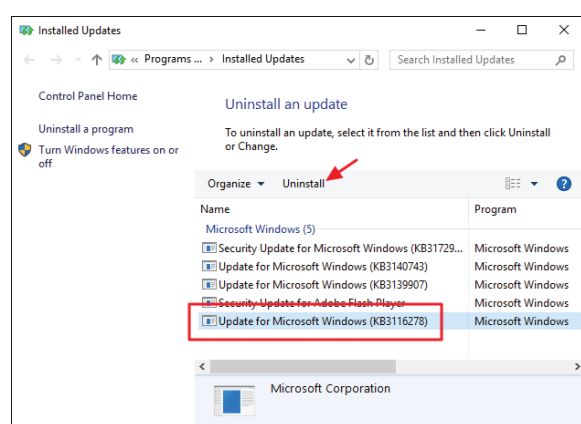 Installed Updates
« Programs ... > Installed Updates
Search Installed Updates
Control Panel Home
Uninstall a program
Turn Windows features on or
off
Uninstall an update
To uninstall an update, select it from the list and then click Uninstall
or Change.
Organize
Uninstall
Name
Program
Microsoft Windows (5)
Security Update for Microsoft Windows (KB31729...
Microsoft Windows
Update for Microsoft Windows (KB3140743)
Microsoft Windows
Update for Microsoft Windows (KB3139907)
Microsoft Windows
Security Update for Adobe Flash Player
Microsoft Windows
Update for Microsoft Windows (KB3116278)
Microsoft Windows
Microsoft Corporation